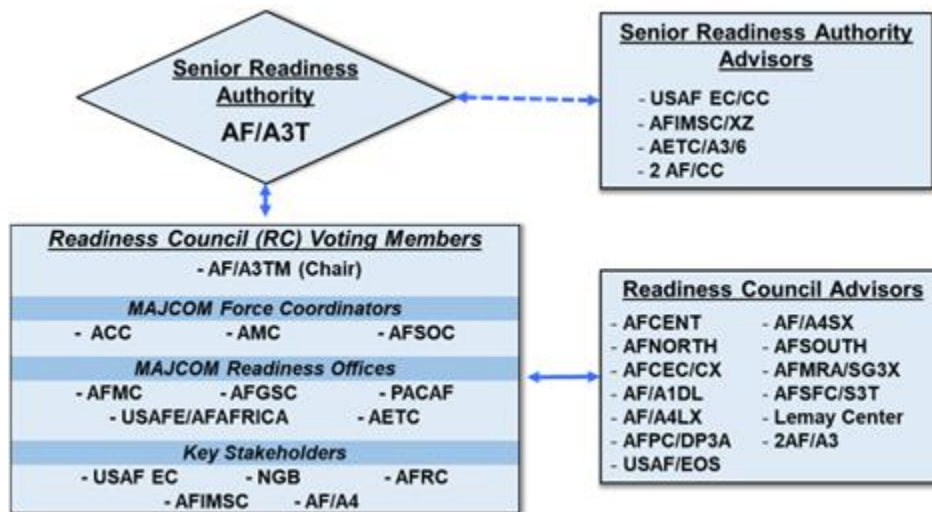 Senior Readiness
Authority
AF/A3T
Senior Readiness Authority
Advisors
- USAF EC/CC
- AFIMSC/XZ
- AETC/A3/6
- 2 AF/CC
Readiness Council (RC) Voting Members
- AF/A3TM (Chair)
MAJCOM Force Coordinators
- ACC - AMC - AFSOC
MAJCOM Readiness Offices
- AFMC - AFGSC - PACAF
- USAFE/AFAFRICA - AETC
Key Stakeholders
- USAF EC - NGB - AFRC
- AFIMSC - AF/A4
Readiness Council Advisors
- AFCENT - AF/A4SX
- AFNORTH - AFSOUTH
- AFCEC/CX - AFMRA/SG3X
- AF/A1DL - AFSFC/S3T
- AF/A4LX - Lemay Center
- AFPC/DP3A - 2AF/A3
- USAF/EOS